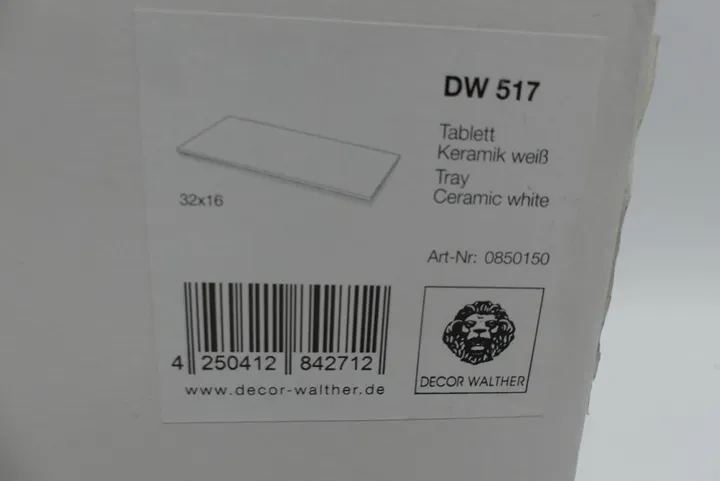 DW 517
Tablett
Keramik weiß
Tray
Ceramic white
32x16
Art-Nr: 0850150
4 250412 842712
www.decor-walther.de
DECOR WALTHER